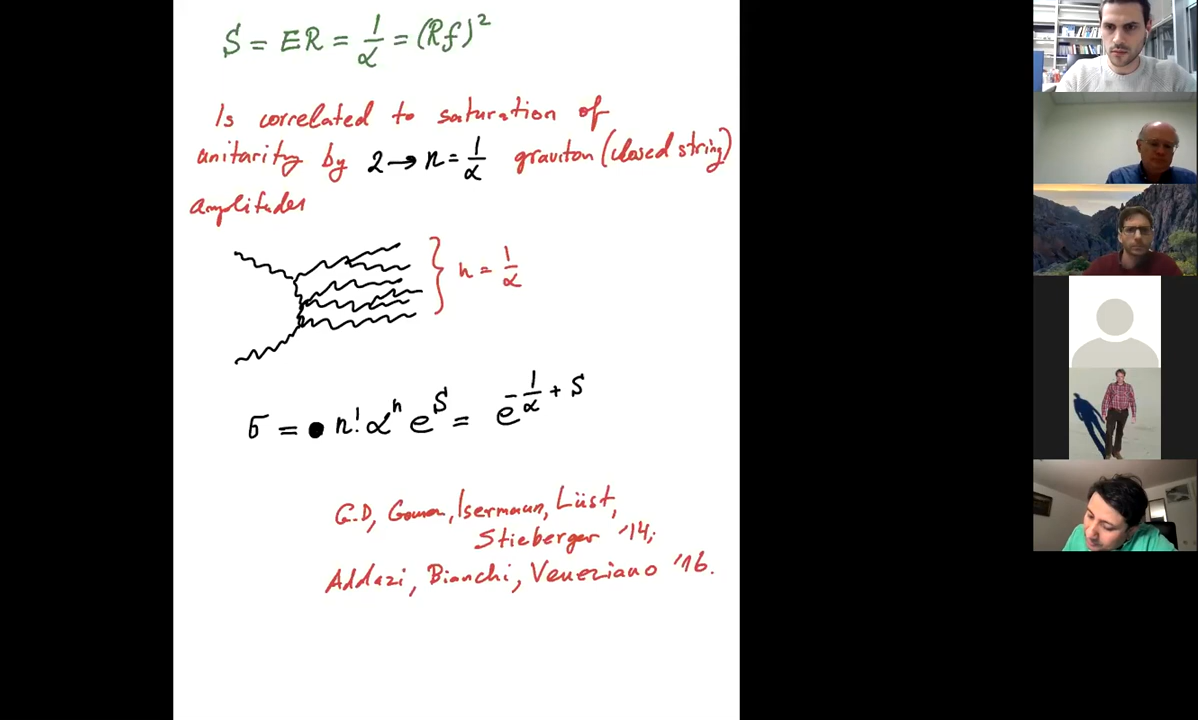 S = ER = 1/α = (Rf)²
Is correlated to saturation of
unitarity by 2→n=1/α graviton (closed string)
amplitudes
n = 1/α
σ = n! αⁿ e^S = e^(-1/α + S)
G.D, Gomez, Isermann, Lüst,
Stieberger '14;
Addazi, Bianchi, Veneziano '16.